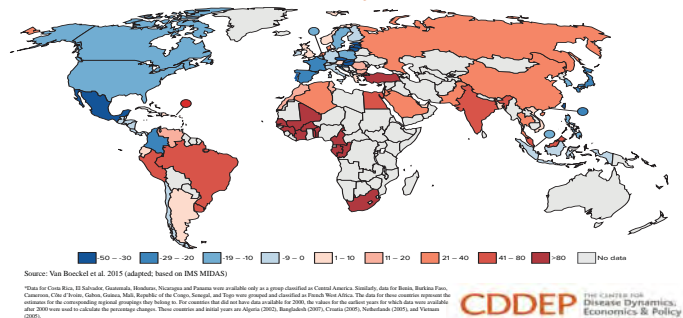 -50 – -30 -29 – -20 -19 – -10 -9 – 0 1 – 10 11 – 20 21 – 40 41 – 80 >80 No data
Source: Van Boeckel et al. 2015 (adapted; based on IMS MIDAS)
*Data for Costa Rica, El Salvador, Guatemala, Honduras, Nicaragua and Panama were available only as a group classified as Central America. Similarly, data for Benin, Burkina Faso,
Cameroon, Côte d'Ivoire, Gabon, Guinea, Mali, Republic of the Congo, Senegal, and Togo were grouped and classified as French West Africa. The data for these countries represent the
estimates for the corresponding regional groupings they belong to. For countries that did not have data available for 2000, the values for the earliest years for which data were available
after 2000 were used to calculate the percentage changes. These countries and initial years are Algeria (2002), Bangladesh (2007), Croatia (2005), Netherlands (2005), and Vietnam
(2005).
CDDEP THE CENTER FOR
Disease Dynamics,
Economics & Policy